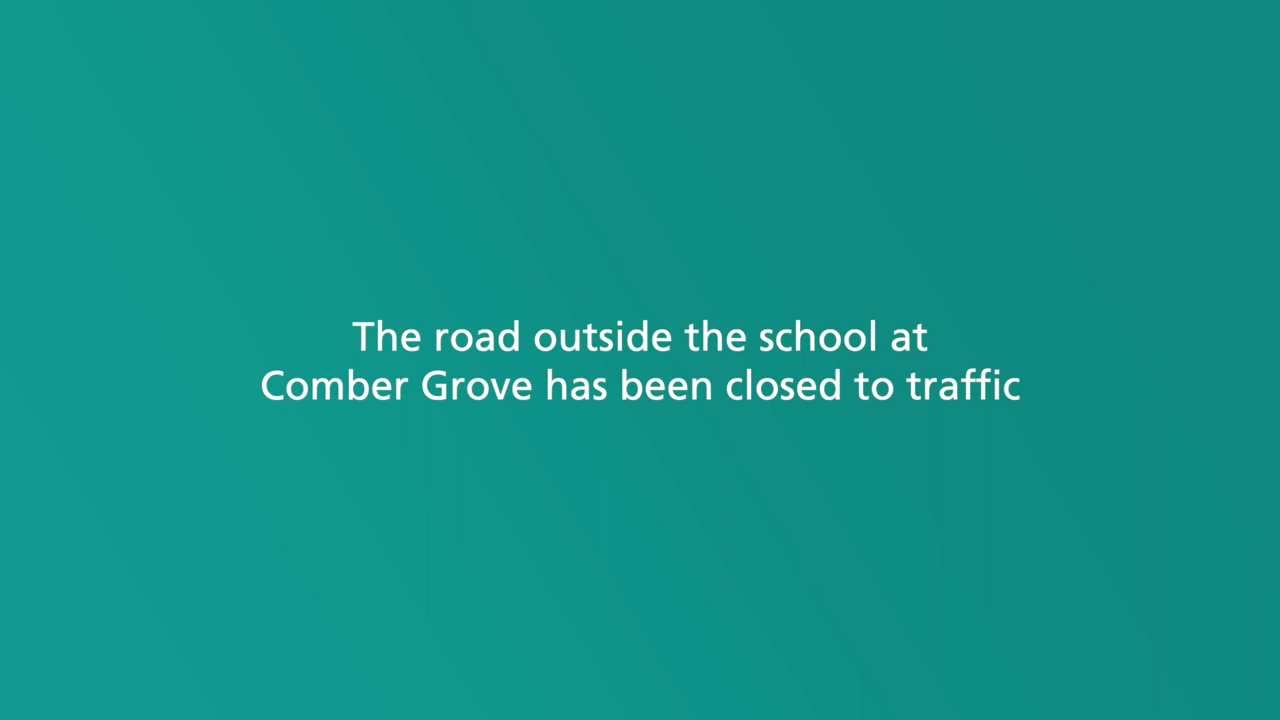 The road outside the school at
Comber Grove has been closed to traffic